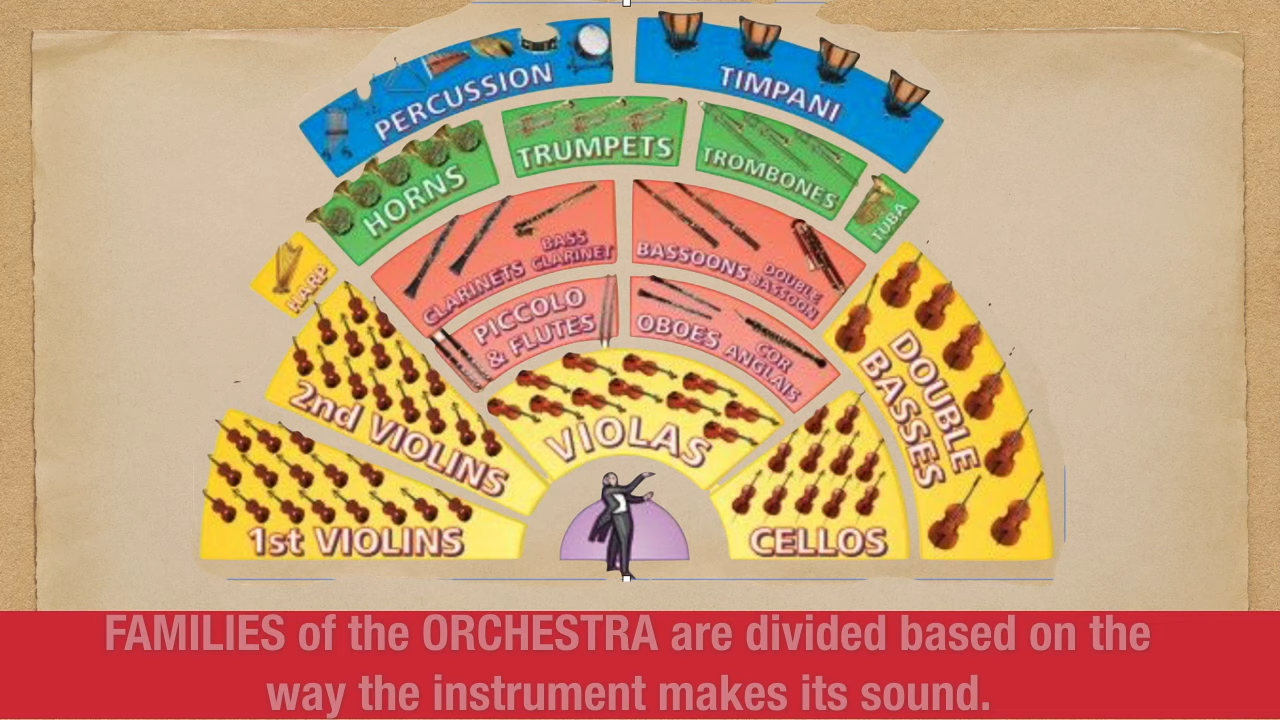 PERCUSSION
TIMPANI
HORNS
TRUMPETS
TROMBONES
TUBA
HARP
CLARINETS
BASS
CLARINET
BASSOONS
DOUBLE
BASSOON
PICCOLO
& FLUTES
OBOES
COR
ANGLAIS
2nd VIOLINS
VIOLAS
DOUBLE
BASSES
1st VIOLINS
CELLOS
FAMILIES of the ORCHESTRA are divided based on the
way the instrument makes its sound.